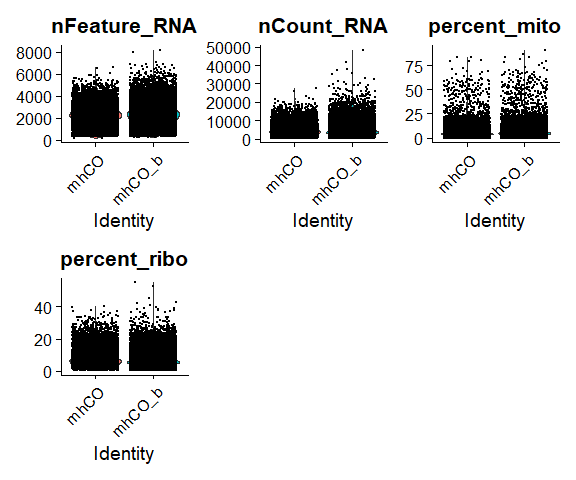 nFeature_RNA
8000
6000
4000
2000
0
mhCO
mhCO_b
Identity
nCount_RNA
50000
40000
30000
20000
10000
0
mhCO
mhCO_b
Identity
percent_mito
75
50
25
0
mhCO
mhCO_b
Identity
percent_ribo
40
20
0
mhCO
mhCO_b
Identity